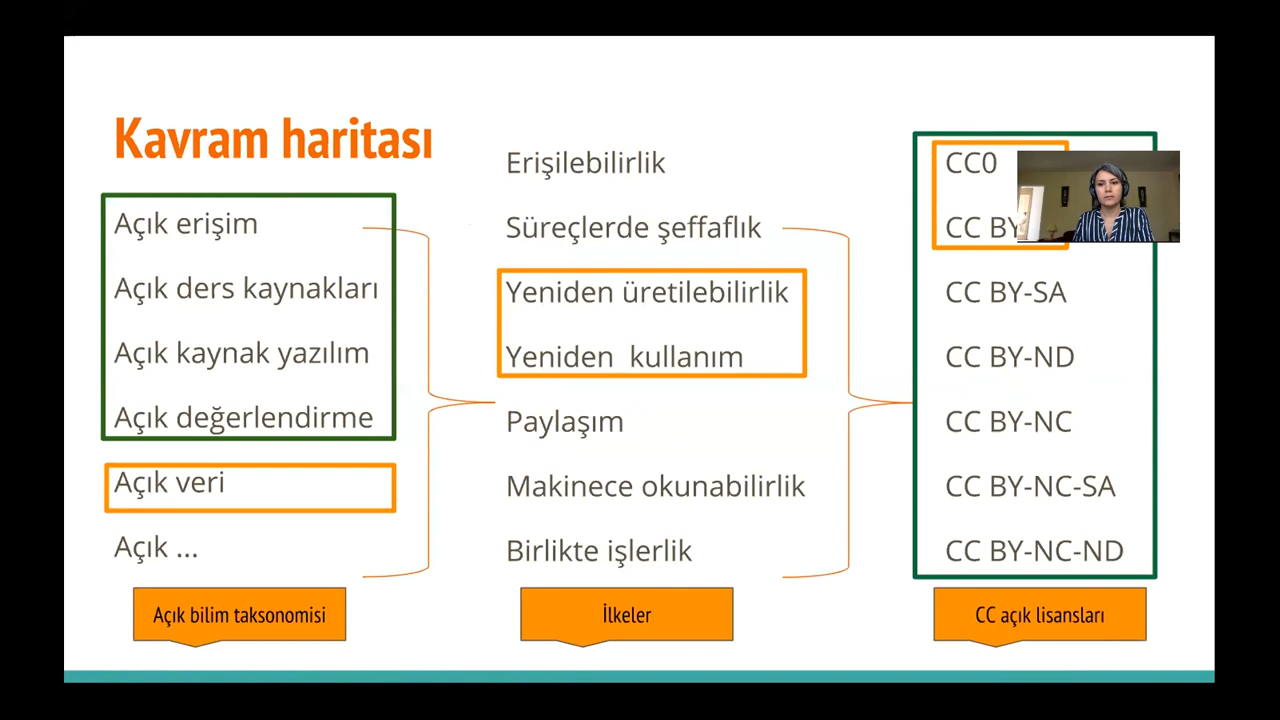 Kavram haritası
Açık erişim
Açık ders kaynakları
Açık kaynak yazılım
Açık değerlendirme
Açık veri
Açık ...
Açık bilim taksonomisi
Erişilebilirlik
Süreçlerde şeffaflık
Yeniden üretilebilirlik
Yeniden kullanım
Paylaşım
Makinece okunabilirlik
Birlikte işlerlik
İlkeler
CC0
CC BY
CC BY-SA
CC BY-ND
CC BY-NC
CC BY-NC-SA
CC BY-NC-ND
CC açık lisansları